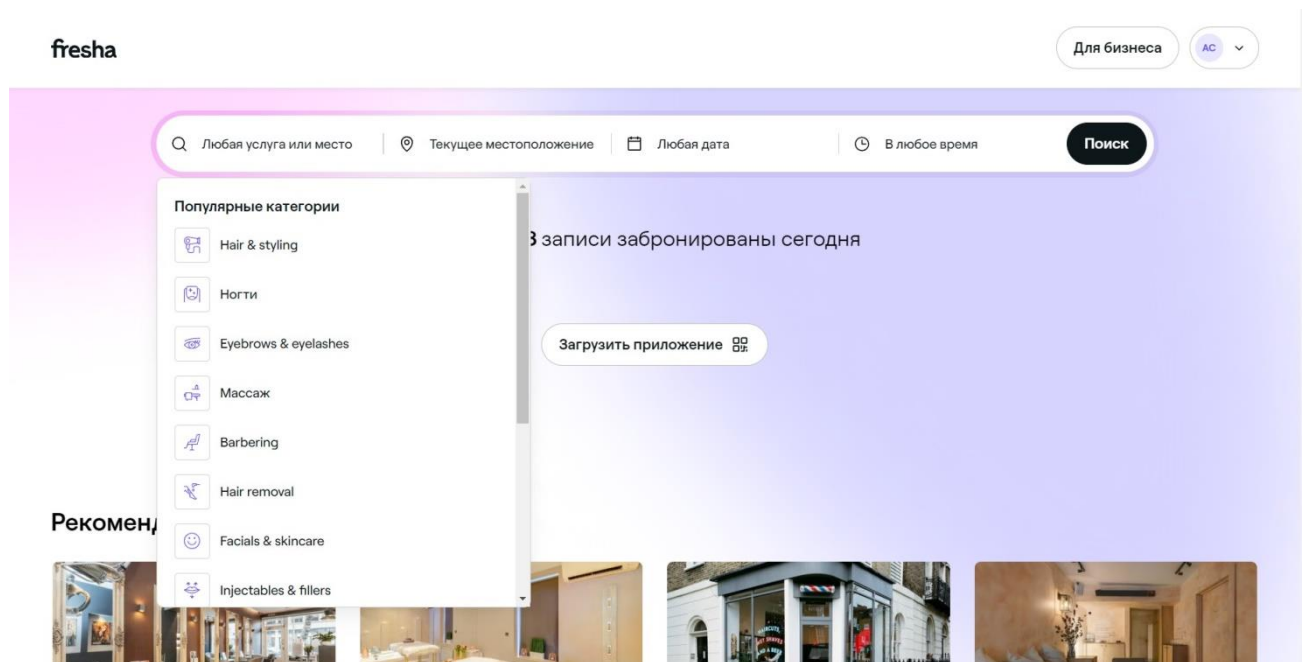 fresha
Для бизнеса
AC
Любая услуга или место
Текущее местоположение
Любая дата
В любое время
Поиск
Популярные категории
Hair & styling
Ногти
Eyebrows & eyelashes
Массаж
Barbering
Hair removal
Facials & skincare
Injectables & fillers
записи забронированы сегодня
Загрузить приложение
Рекоменд